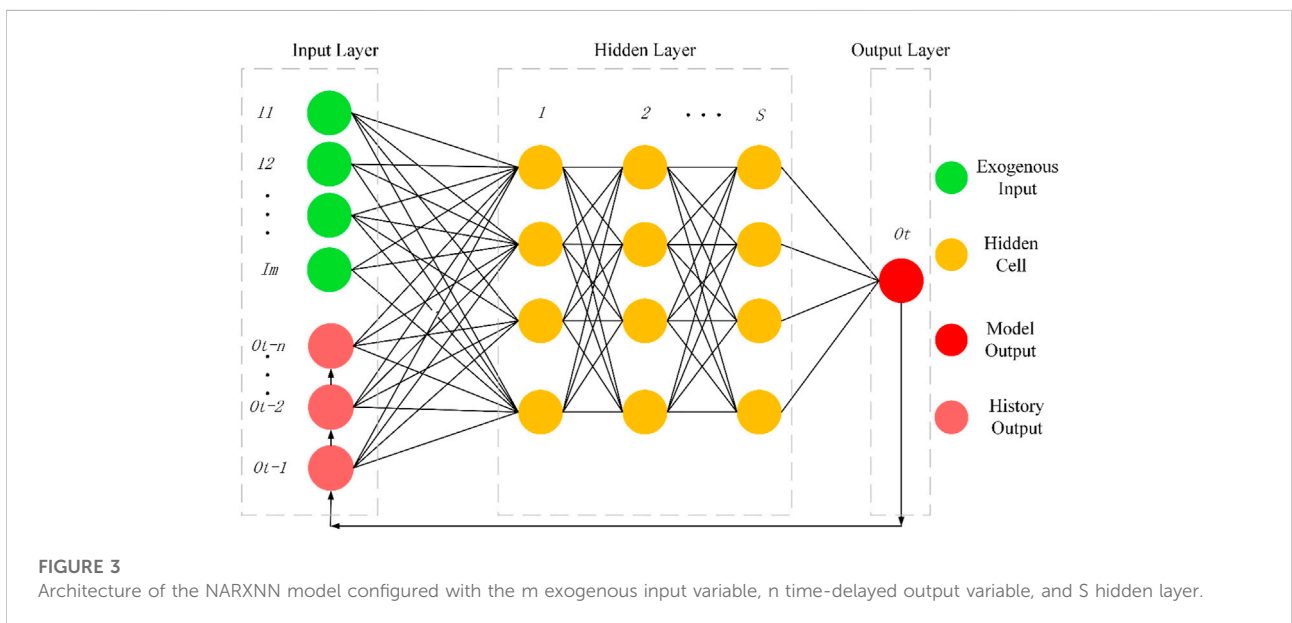 Input Layer
Hidden Layer
Output Layer
I1
I2
Im
Ot-n
Ot-2
Ot-1
1
2
...
S
Ot
Exogenous
Input
Hidden
Cell
Model
Output
History
Output
FIGURE 3
Architecture of the NARXNN model configured with the m exogenous input variable, n time-delayed output variable, and S hidden layer.